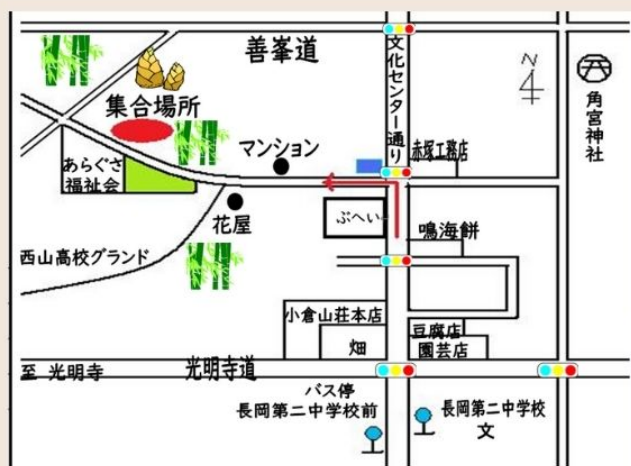 善峯道
集合場所
文化センター通り
N
角宮神社
マンション
赤塚工務店
あらぐさ
福祉会
花屋
ぶへい
鳴海餅
西山高校グランド
小倉山荘本店
畑
豆腐店
園芸店
至 光明寺
光明寺道
バス停
長岡第二中学校前
長岡第二中学校
文